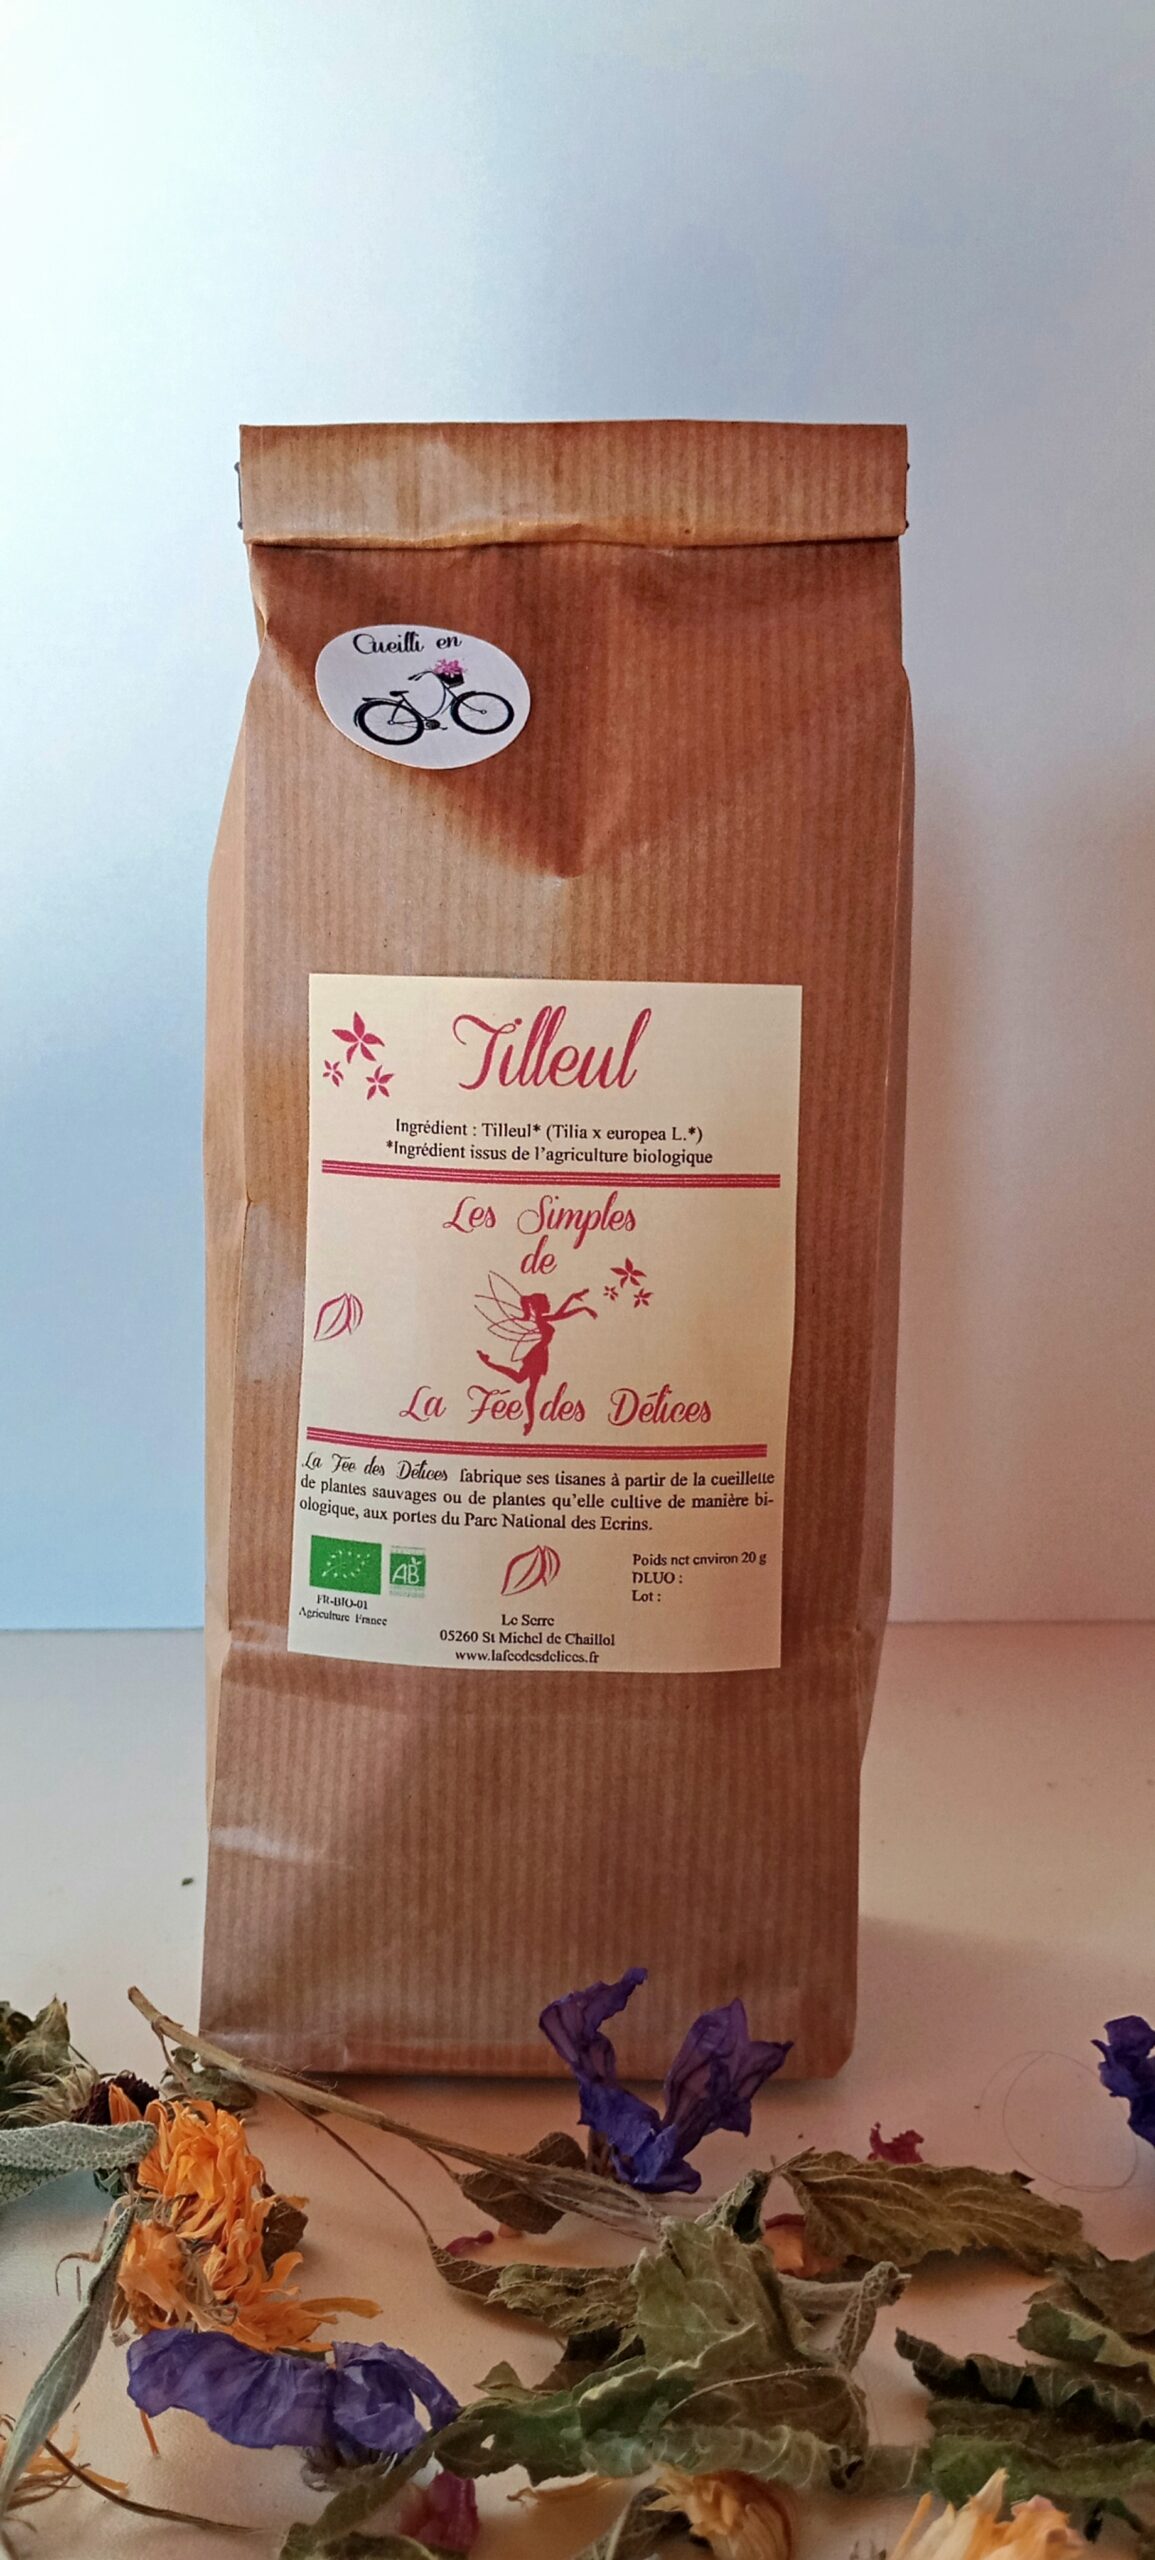 Cueilli en
Tilleul
Ingrédient : Tilleul* (Tilia x europea L.*)
*Ingrédient issus de l'agriculture biologique
Les Simples
de
La Fée des Délices
La Fée des Délices fabrique ses tisanes à partir de la cueillette
de plantes sauvages ou de plantes qu'elle cultive de manière bi-
ologique, aux portes du Parc National des Ecrins.
AB
FR-BIO-01
Agriculture France
Le Serre
05260 St Michel de Chaillol
www.lafeedesdelices.fr
Poids net environ 20 g
DLUO :
Lot :